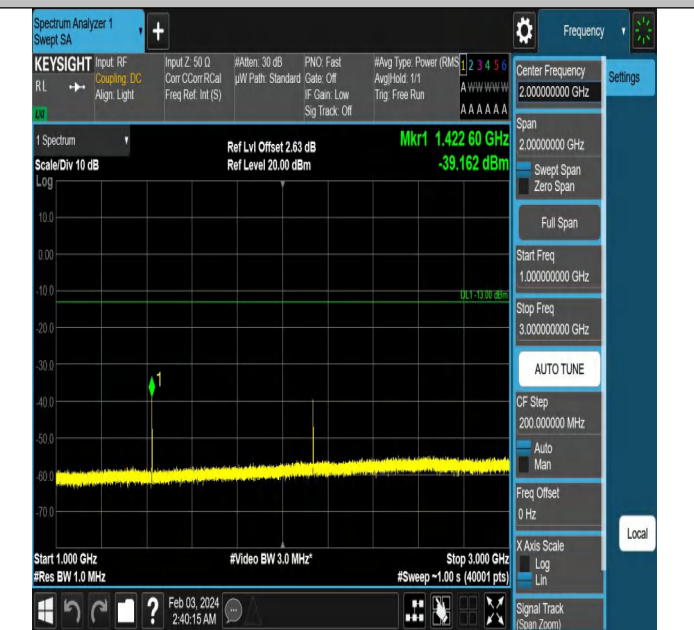 Spectrum Analyzer 1
Swept SA
+
Frequency
KEYSIGHT
RL
LXI
Input: RF
Coupling: DC
Align: Light
Input Z: 50 Ω
Corr CCorr RCal
Freq Ref: Int (S)
#Atten: 30 dB
µW Path: Standard
PNO: Fast
Gate: Off
IF Gain: Low
Sig Track: Off
#Avg Type: Power (RMS
Avg|Hold: 1/1
Trig: Free Run
1 2 3 4 5 6
A W W W W W
A A A A A A
1 Spectrum
Scale/Div 10 dB
Log
Ref Lvl Offset 2.63 dB
Ref Level 20.00 dBm
Mkr1 1.422 60 GHz
-39.162 dBm
10.0
0.00
-10.0
-20.0
-30.0
-40.0
-50.0
-60.0
-70.0
DL1 -13.00 dBm
1
Start 1.000 GHz
#Res BW 1.0 MHz
#Video BW 3.0 MHz*
Stop 3.000 GHz
#Sweep ~1.00 s (40001 pts)
Center Frequency
2.000000000 GHz
Settings
Span
2.00000000 GHz
Swept Span
Zero Span
Full Span
Start Freq
1.000000000 GHz
Stop Freq
3.000000000 GHz
AUTO TUNE
CF Step
200.000000 MHz
Auto
Man
Freq Offset
0 Hz
Local
X Axis Scale
Log
Lin
Signal Track
(Span Zoom)
?
Feb 03, 2024
2:40:15 AM